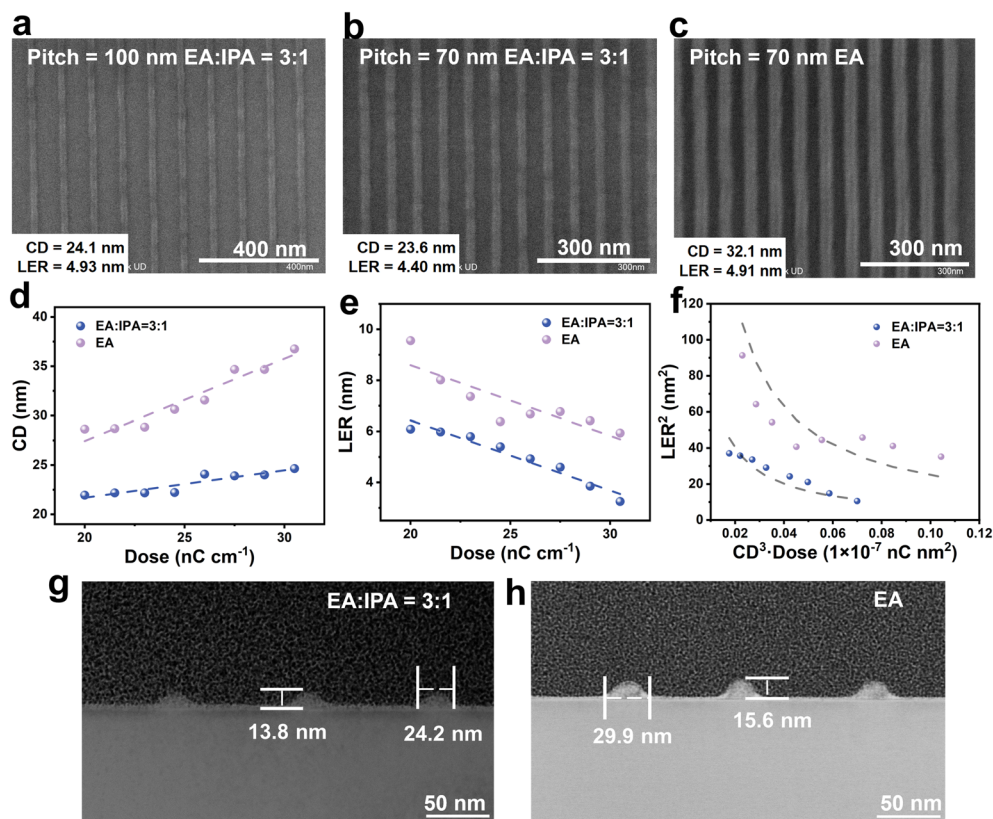 a
Pitch = 100 nm EA:IPA = 3:1
CD = 24.1 nm
LER = 4.93 nm
x UD
400 nm
400nm
b
Pitch = 70 nm EA:IPA = 3:1
CD = 23.6 nm
LER = 4.40 nm
x UD
300 nm
300nm
c
Pitch = 70 nm EA
CD = 32.1 nm
LER = 4.91 nm
x UD
300 nm
300nm
d
EA:IPA=3:1
EA
CD (nm)
40
35
30
25
22
20 25 30
Dose (nC cm⁻¹)
e
EA:IPA=3:1
EA
LER (nm)
10
8
6
4
20 25 30
Dose (nC cm⁻¹)
f
EA:IPA=3:1
EA
LER² (nm²)
120
100
80
60
40
20
0
0.02 0.04 0.06 0.08 0.10 0.12
CD³·Dose (1×10⁻⁷ nC nm²)
g
EA:IPA = 3:1
13.8 nm
24.2 nm
50 nm
h
EA
29.9 nm
15.6 nm
50 nm